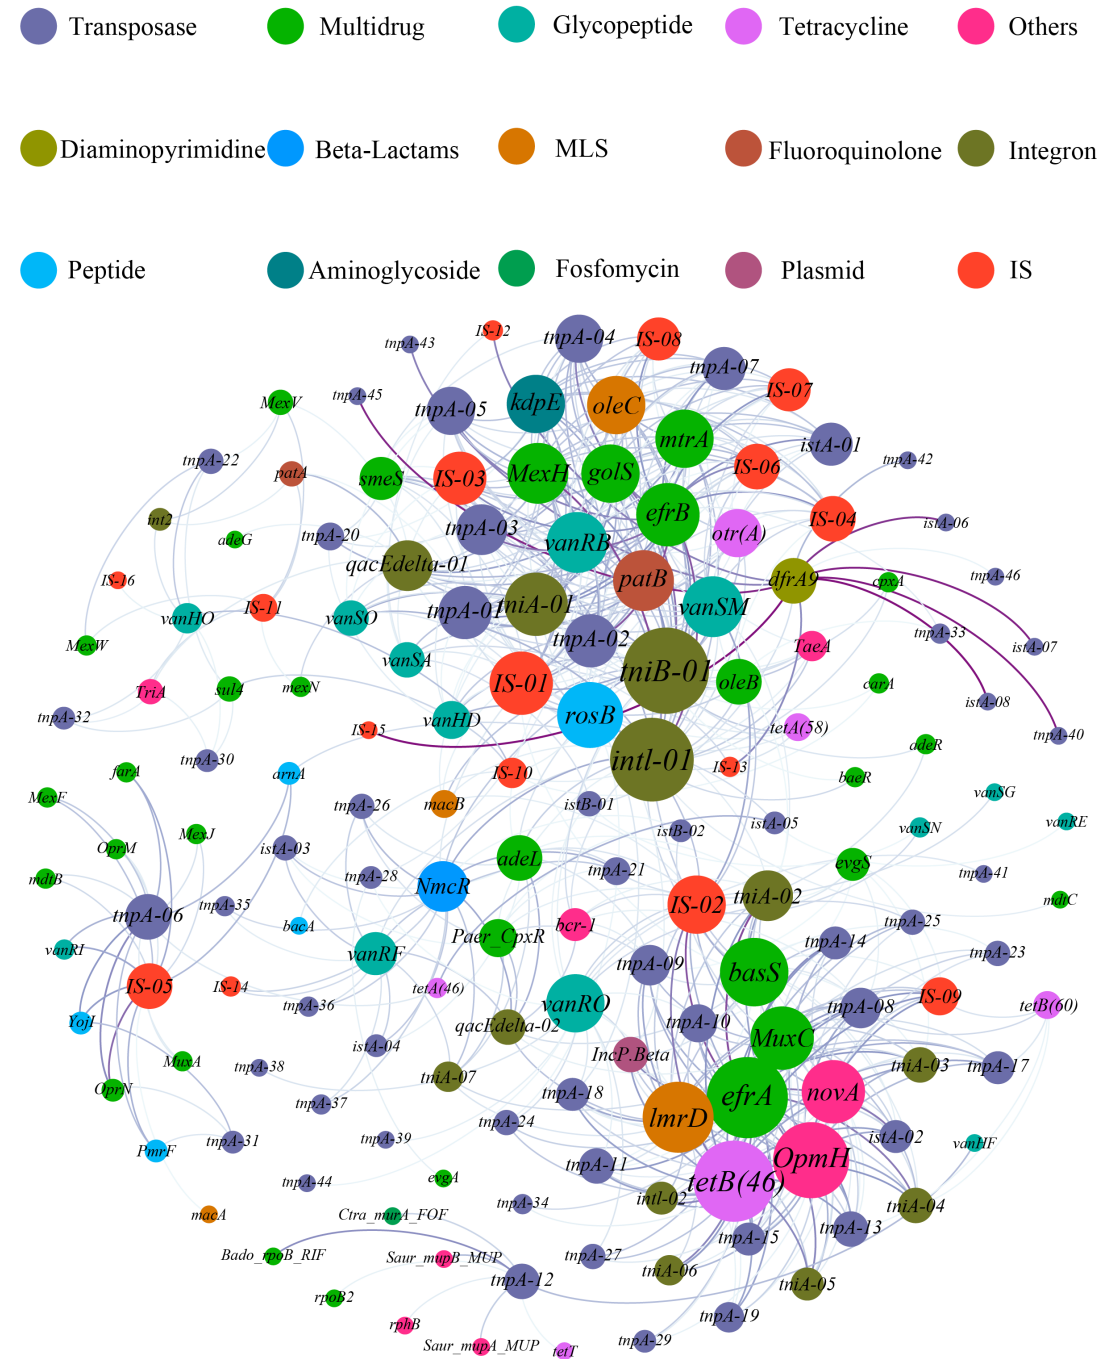 Transposase Multidrug Glycopeptide Tetracycline Others
Diaminopyrimidine Beta-Lactams MLS Fluoroquinolone Integron
Peptide Aminoglycoside Fosfomycin Plasmid IS
IS-12
tnpA-04
IS-08
tnpA-43
tnpA-07
tnpA-45
IS-07
MexV
tnpA-05
kdpE
oleC
mtrA
istA-01
tnpA-22
tnpA-42
patA
smeS
IS-03
MexH
golS
IS-06
int2
efrB
IS-04
istA-06
adeG
tnpA-20
tnpA-03
vanRB
otr(A)
qacEdelta-01
IS-16
patB
dfrA9
cpxA
tnpA-46
IS-11
vanHO
vanSO
tnpA-01
tniA-01
vanSM
tnpA-33
MexW
tnpA-02
TaeA
istA-07
vanSA
TriA
sul4
mexN
IS-01
tniB-01
oleB
carA
istA-08
tnpA-32
vanHD
rosB
tetA(58)
IS-15
tnpA-40
tnpA-30
intl-01
adeR
farA
arnA
IS-10
IS-13
baeR
MexF
tnpA-26
macB
istB-01
vanSG
MexJ
istB-02
istA-05
vanSN
vanRE
OprM
istA-03
adeL
evgS
mdtB
tnpA-28
NmcR
tnpA-21
tnpA-41
tnpA-06
tnpA-35
IS-02
tniA-02
mdtC
bacA
bcr-1
tnpA-25
Paer_CpxR
vanRI
vanRF
tnpA-14
tnpA-23
tnpA-09
basS
IS-05
IS-14
tetA(46)
IS-09
tnpA-36
vanRO
tnpA-08
tetB(60)
YojI
qacEdelta-02
tnpA-10
MuxC
istA-04
IncP.Beta
MuxA
tnpA-38
tniA-03
tnpA-17
OprN
tniA-07
tnpA-18
efrA
novA
tnpA-37
lmrD
tnpA-24
PmrF
tnpA-31
tnpA-39
istA-02
vanHF
tnpA-11
OpmH
tnpA-44
evgA
tetB(46)
intl-02
tnpA-34
tniA-04
macA
Ctra_murA_FOF
tnpA-13
tnpA-15
Bado_rpoB_RIF
Saur_mupB_MUP
tnpA-27
tniA-06
tnpA-12
tniA-05
rpoB2
tnpA-19
rphB
Saur_mupA_MUP
tetT
tnpA-29